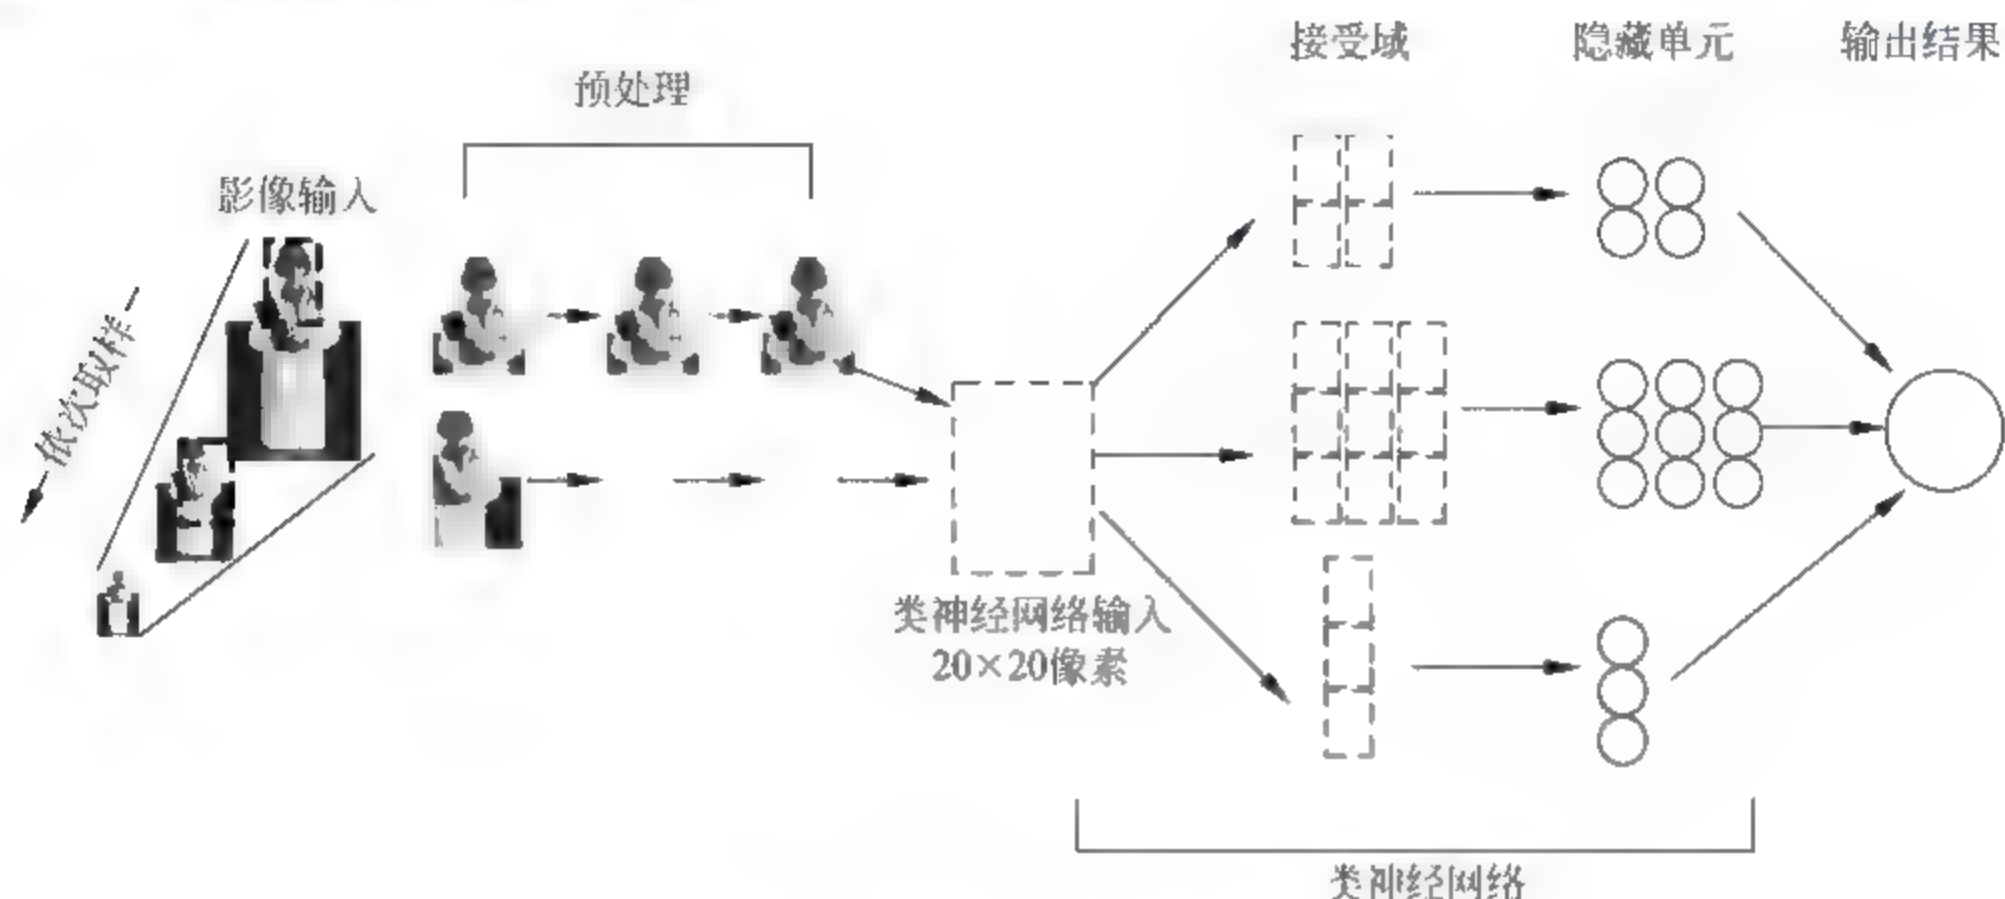 接受域
隐藏单元
输出结果
预处理
影像输入
依次取样
类神经网络输入
20×20像素
类神经网络